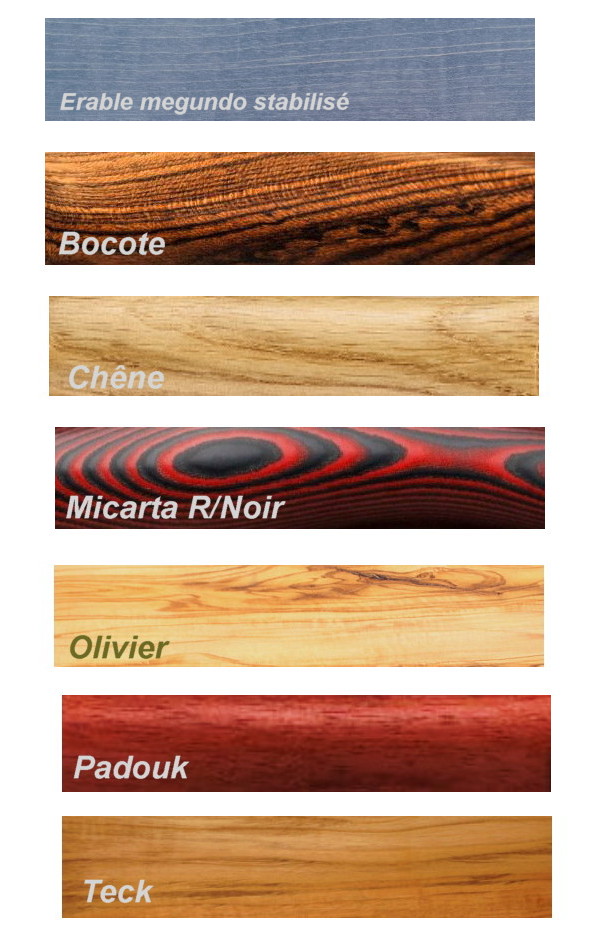 Erable megundo stabilisé
Bocote
Chêne
Micarta R/Noir
Olivier
Padouk
Teck